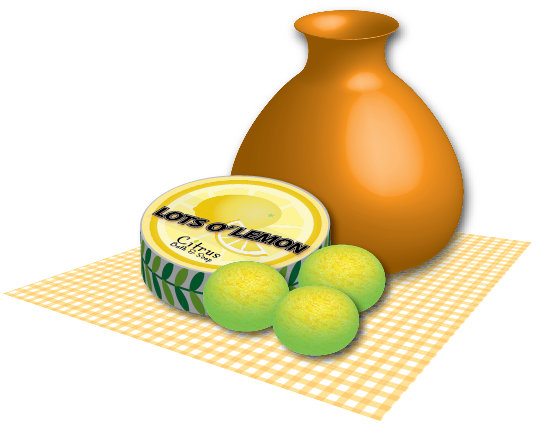 LOTS O' LEMON
Citrus
Bath & Soap